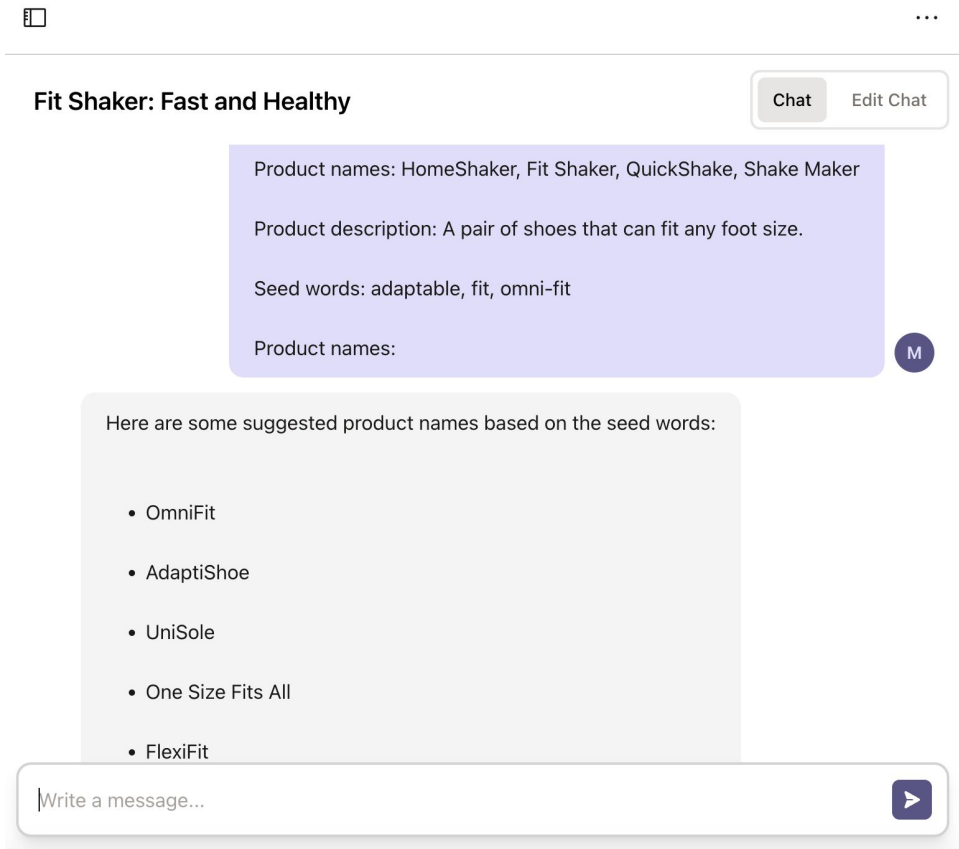 Fit Shaker: Fast and Healthy
Chat
Edit Chat
Product names: HomeShaker, Fit Shaker, QuickShake, Shake Maker
Product description: A pair of shoes that can fit any foot size.
Seed words: adaptable, fit, omni-fit
Product names:
M
Here are some suggested product names based on the seed words:
• OmniFit
• AdaptiShoe
• UniSole
• One Size Fits All
• FlexiFit
Write a message...